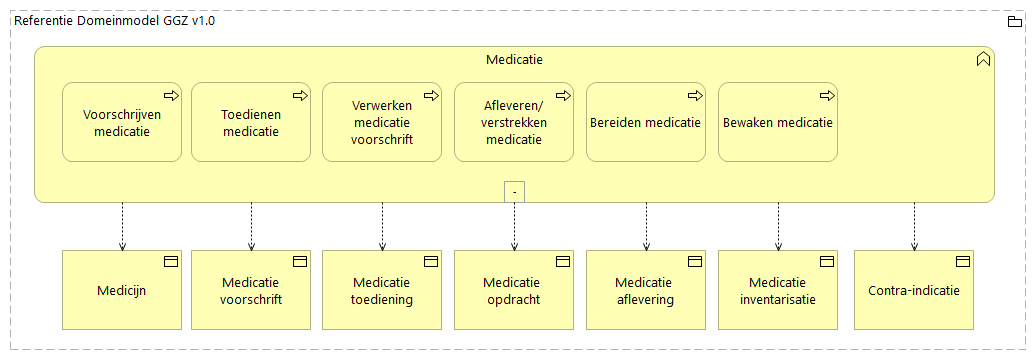 Referentie Domeinmodel GGZ v1.0
Medicatie
Voorschrijven
medicatie
Toedienen
medicatie
Verwerken
medicatie
voorschrift
Afleveren/
verstrekken
medicatie
Bereiden medicatie
Bewaken medicatie
-
Medicijn
Medicatie
voorschrift
Medicatie
toediening
Medicatie
opdracht
Medicatie
aflevering
Medicatie
inventarisatie
Contra-indicatie